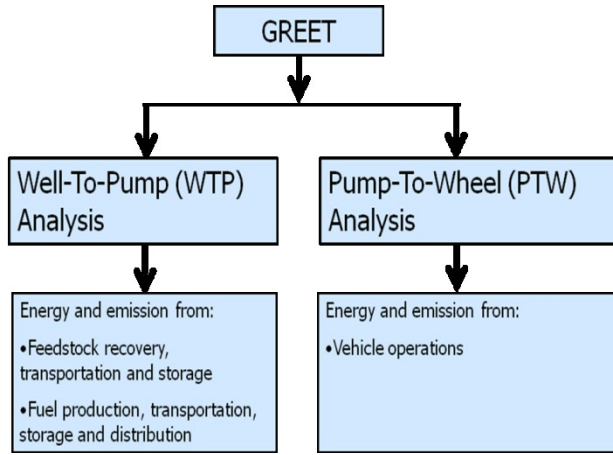 GREET
Well-To-Pump (WTP)
Analysis
Pump-To-Wheel (PTW)
Analysis
Energy and emission from:
•Feedstock recovery,
transportation and storage
•Fuel production, transportation,
storage and distribution
Energy and emission from:
•Vehicle operations